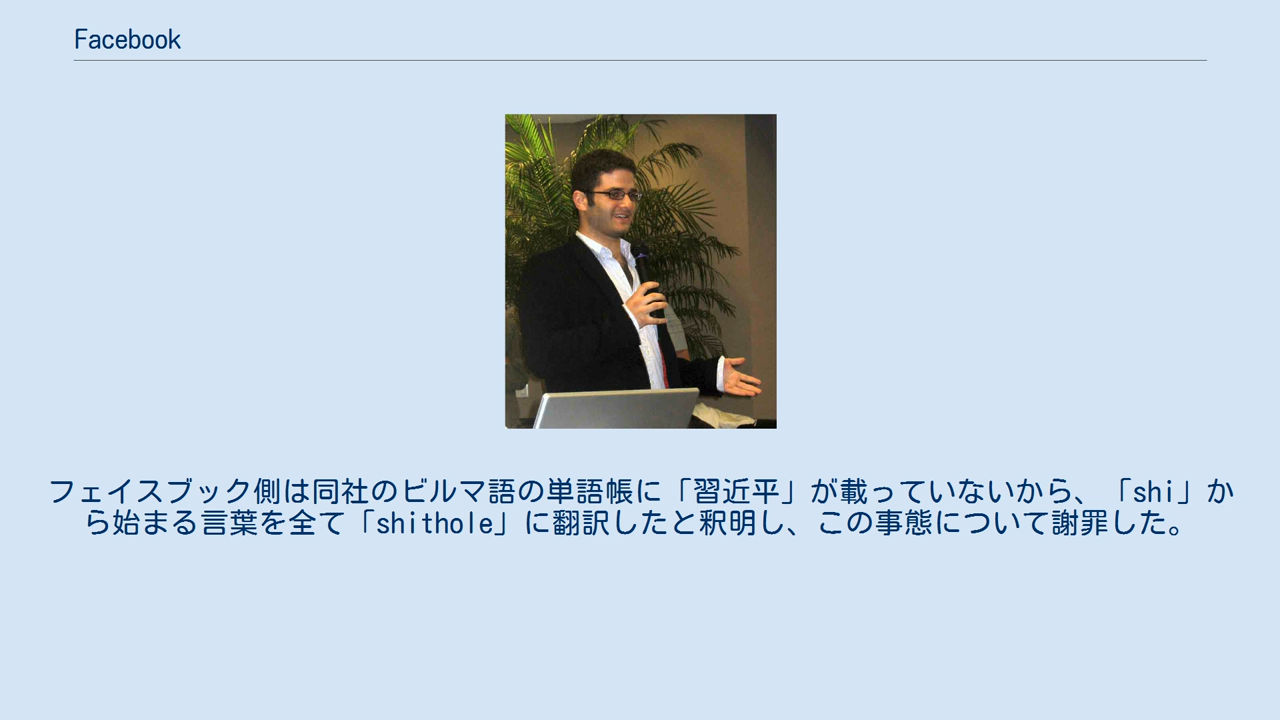 Facebook
フェイスブック側は同社のビルマ語の単語帳に「習近平」が載っていないから、「shi」か
ら始まる言葉を全て「shithole」に翻訳したと釈明し、この事態について謝罪した。